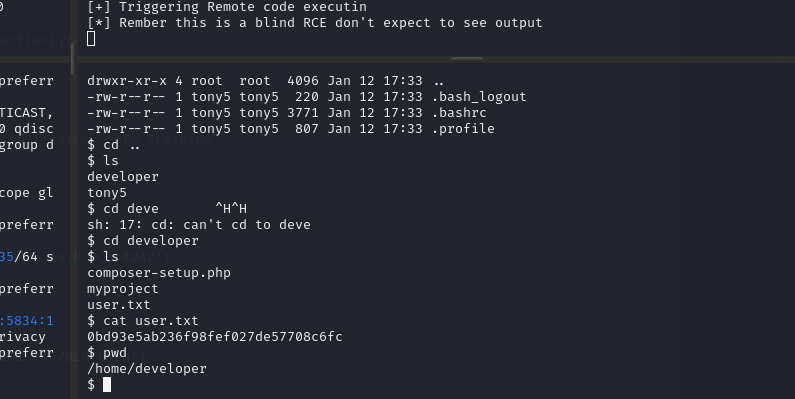 0
[+] Triggering Remote code executin
[*] Rember this is a blind RCE don't expect to see output
preferr
drwxr-xr-x 4 root  root  4096 Jan 12 17:33 ..
-rw-r--r-- 1 tony5 tony5  220 Jan 12 17:33 .bash_logout
TICAST,
-rw-r--r-- 1 tony5 tony5 3771 Jan 12 17:33 .bashrc
0 qdisc
-rw-r--r-- 1 tony5 tony5  807 Jan 12 17:33 .profile
group d
$ cd ..
$ ls
developer
cope gl
tony5
$ cd deve       ^H^H
preferr
sh: 17: cd: can't cd to deve
$ cd developer
35/64 s
$ ls
composer-setup.php
preferr
myproject
user.txt
:5834:1
$ cat user.txt
rivacy
0bd93e5ab236f98fef027de57708c6fc
preferr
$ pwd
/home/developer
$